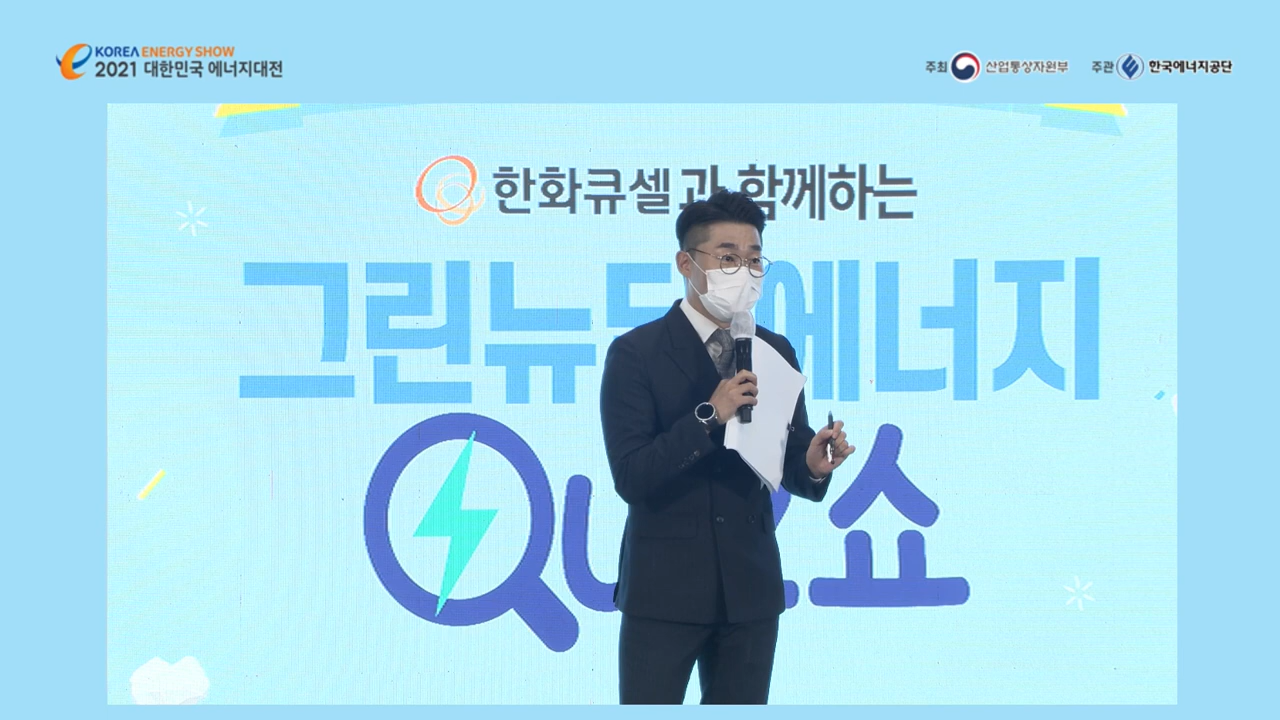 KOREA ENERGY SHOW
2021 대한민국 에너지대전
주최 산업통상자원부 주관 한국에너지공단
한화큐셀과 함께하는
그린뉴딜 에너지
쇼